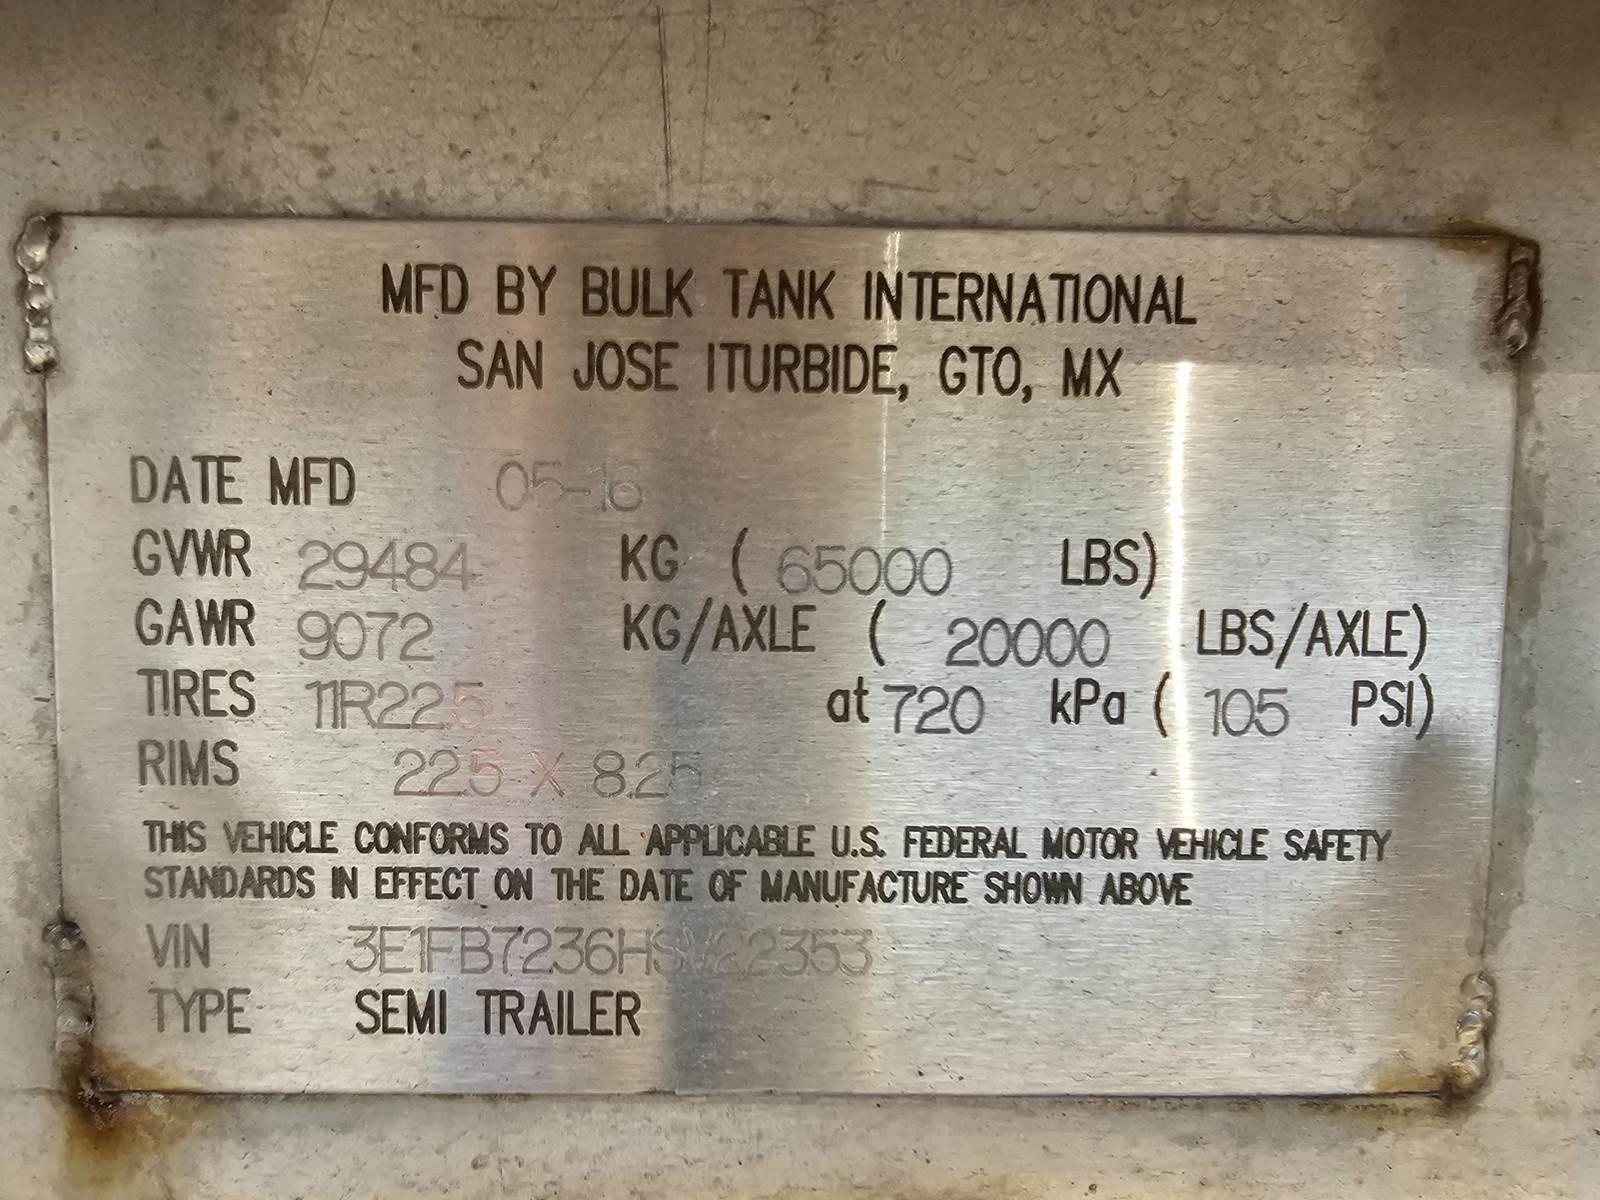 MFD BY BULK TANK INTERNATIONAL
SAN JOSE ITURBIDE, GTO, MX
DATE MFD 05-16
GVWR 29484 KG ( 65000 LBS)
GAWR 9072 KG/AXLE ( 20000 LBS/AXLE)
TIRES 11R22.5 at 720 kPa ( 105 PSI)
RIMS 22.5 X 8.25
THIS VEHICLE CONFORMS TO ALL APPLICABLE U.S. FEDERAL MOTOR VEHICLE SAFETY
STANDARDS IN EFFECT ON THE DATE OF MANUFACTURE SHOWN ABOVE
VIN
TYPE SEMI TRAILER